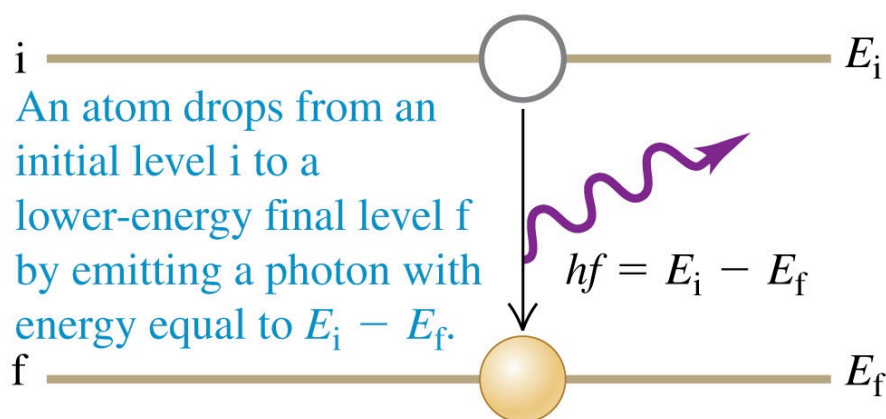 i
E_i
An atom drops from an
initial level i to a
lower-energy final level f
by emitting a photon with
energy equal to E_i − E_f.
hf = E_i − E_f
f
E_f